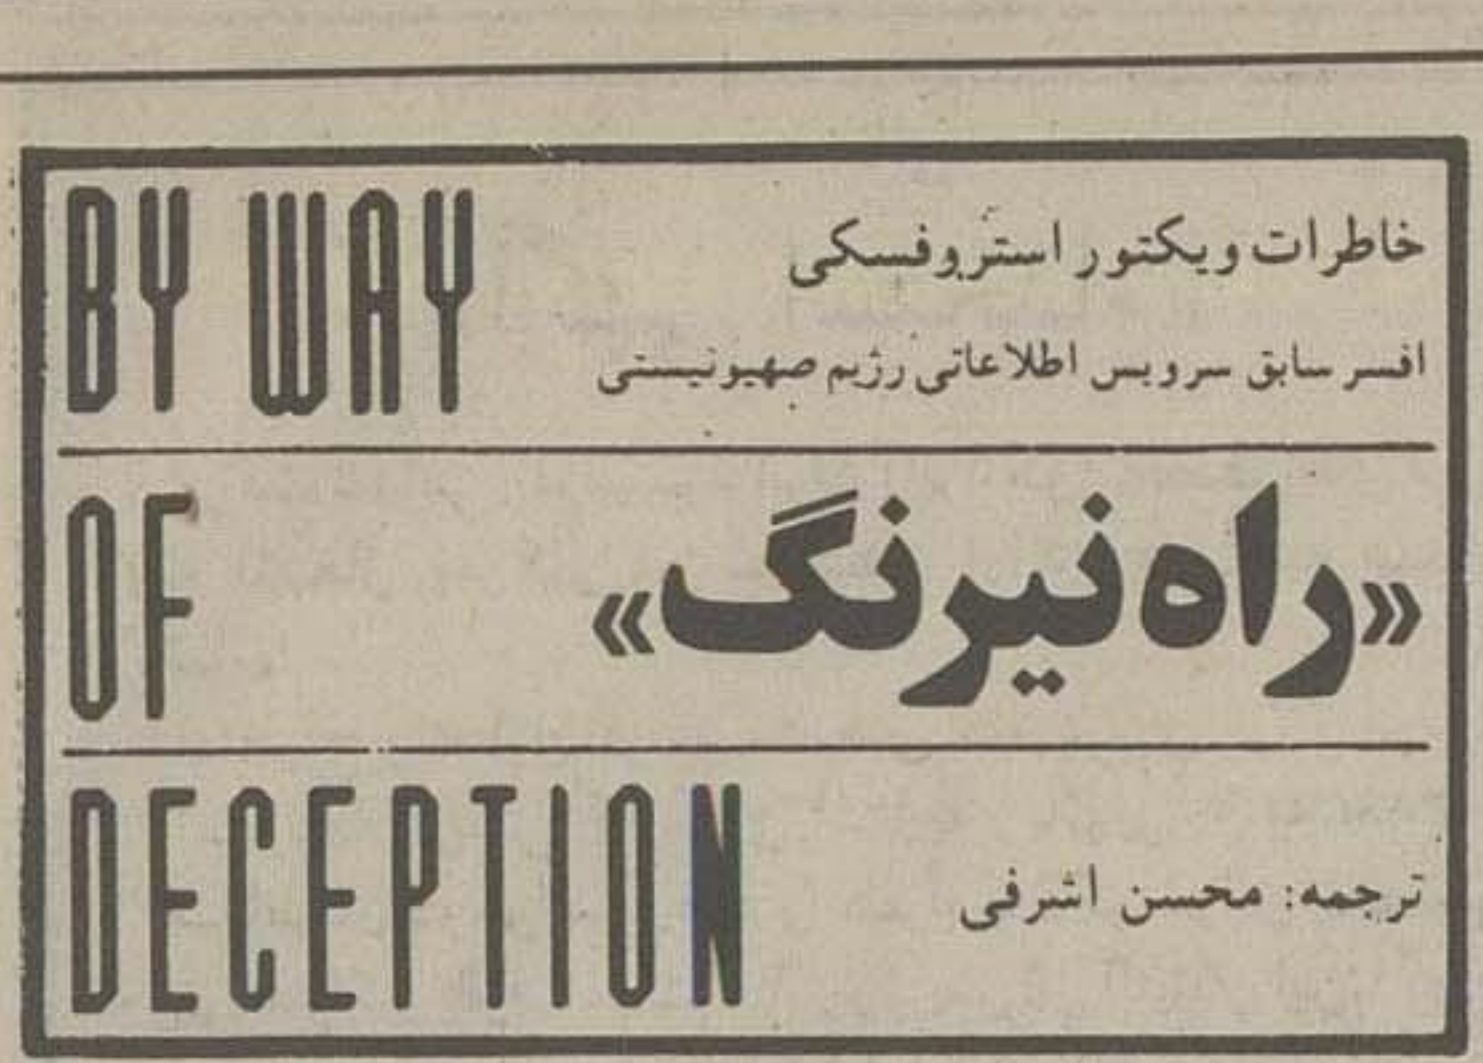 BY WAY
OF
DECEPTION
خاطرات ویکتور استروفسکی
افسر سابق سرویس اطلاعاتی رژیم صهیونیستی
«راه نیرنگ»
ترجمه: محسن اشرفی